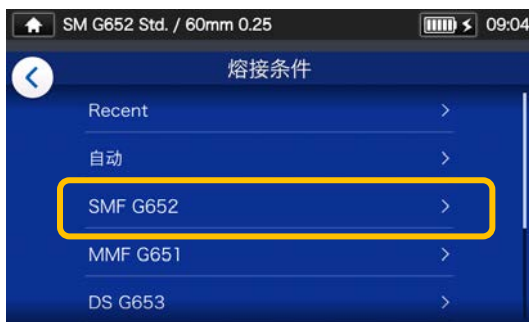 SM G652 Std. / 60mm 0.25 09:04
熔接条件
Recent
自动
SMF G652
MMF G651
DS G653